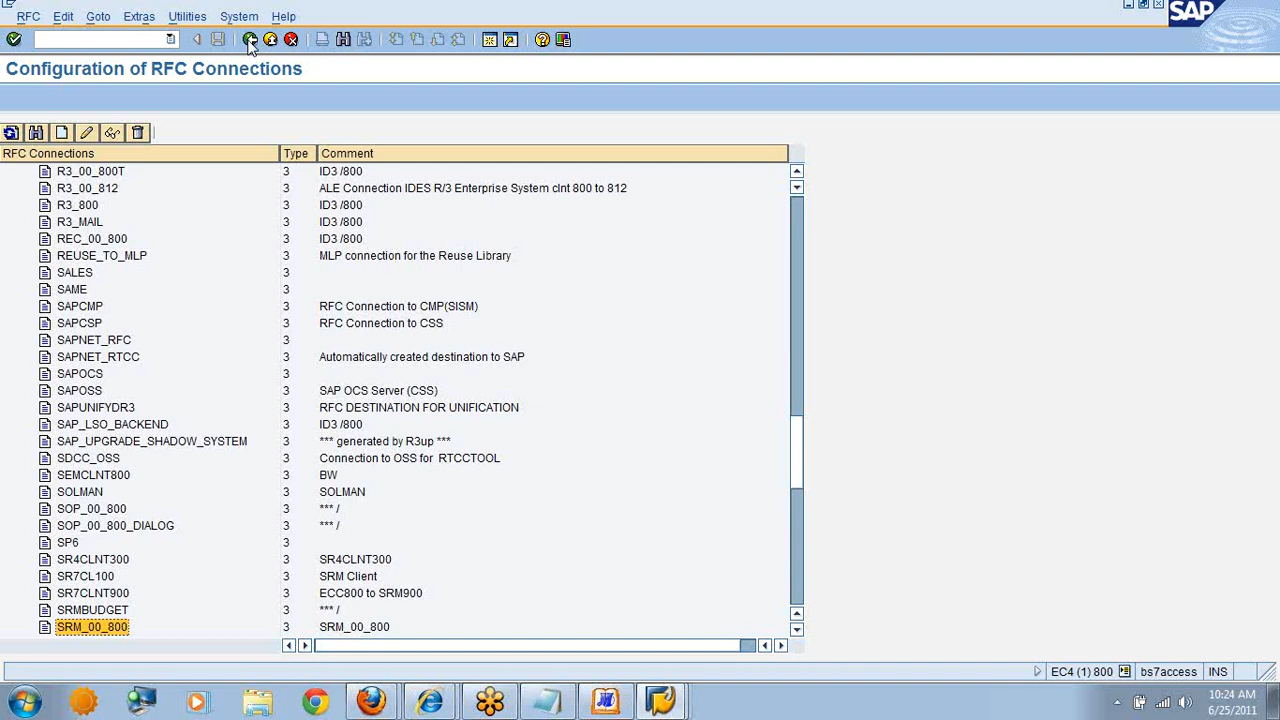 RFC Edit Goto Extras Utilities System Help
SAP
Configuration of RFC Connections
RFC Connections Type Comment
R3_00_800T 3 ID3 /800
R3_00_812 3 ALE Connection IDES R/3 Enterprise System clnt 800 to 812
R3_800 3 ID3 /800
R3_MAIL 3 ID3 /800
REC_00_800 3 ID3 /800
REUSE_TO_MLP 3 MLP connection for the Reuse Library
SALES 3
SAME 3
SAPCMP 3 RFC Connection to CMP(SISM)
SAPCSP 3 RFC Connection to CSS
SAPNET_RFC 3
SAPNET_RTCC 3 Automatically created destination to SAP
SAPOCS 3
SAPOSS 3 SAP OCS Server (CSS)
SAPUNIFYDR3 3 RFC DESTINATION FOR UNIFICATION
SAP_LSO_BACKEND 3 ID3 /800
SAP_UPGRADE_SHADOW_SYSTEM 3 *** generated by R3up ***
SDCC_OSS 3 Connection to OSS for RTCCTOOL
SEMCLNT800 3 BW
SOLMAN 3 SOLMAN
SOP_00_800 3 *** /
SOP_00_800_DIALOG 3 *** /
SP6 3
SR4CLNT300 3 SR4CLNT300
SR7CL100 3 SRM Client
SR7CLNT900 3 ECC800 to SRM900
SRMBUDGET 3 *** /
SRM_00_800 3 SRM_00_800
EC4 (1) 800 bs7access INS
10:24 AM
6/25/2011